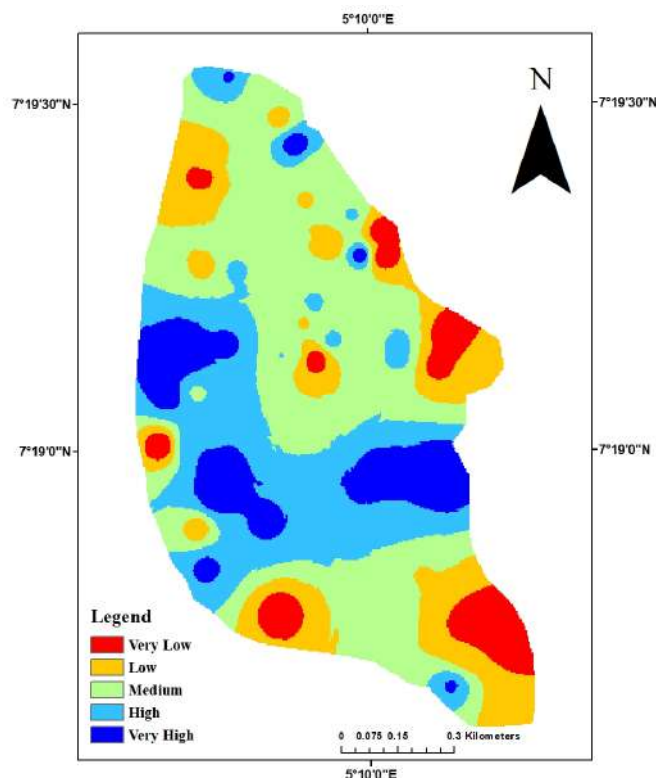 5°10'0"E
N
7°19'30"N
7°19'30"N
7°19'0"N
7°19'0"N
Legend
Very Low
Low
Medium
High
Very High
0 0.075 0.15 0.3 Kilometers
5°10'0"E